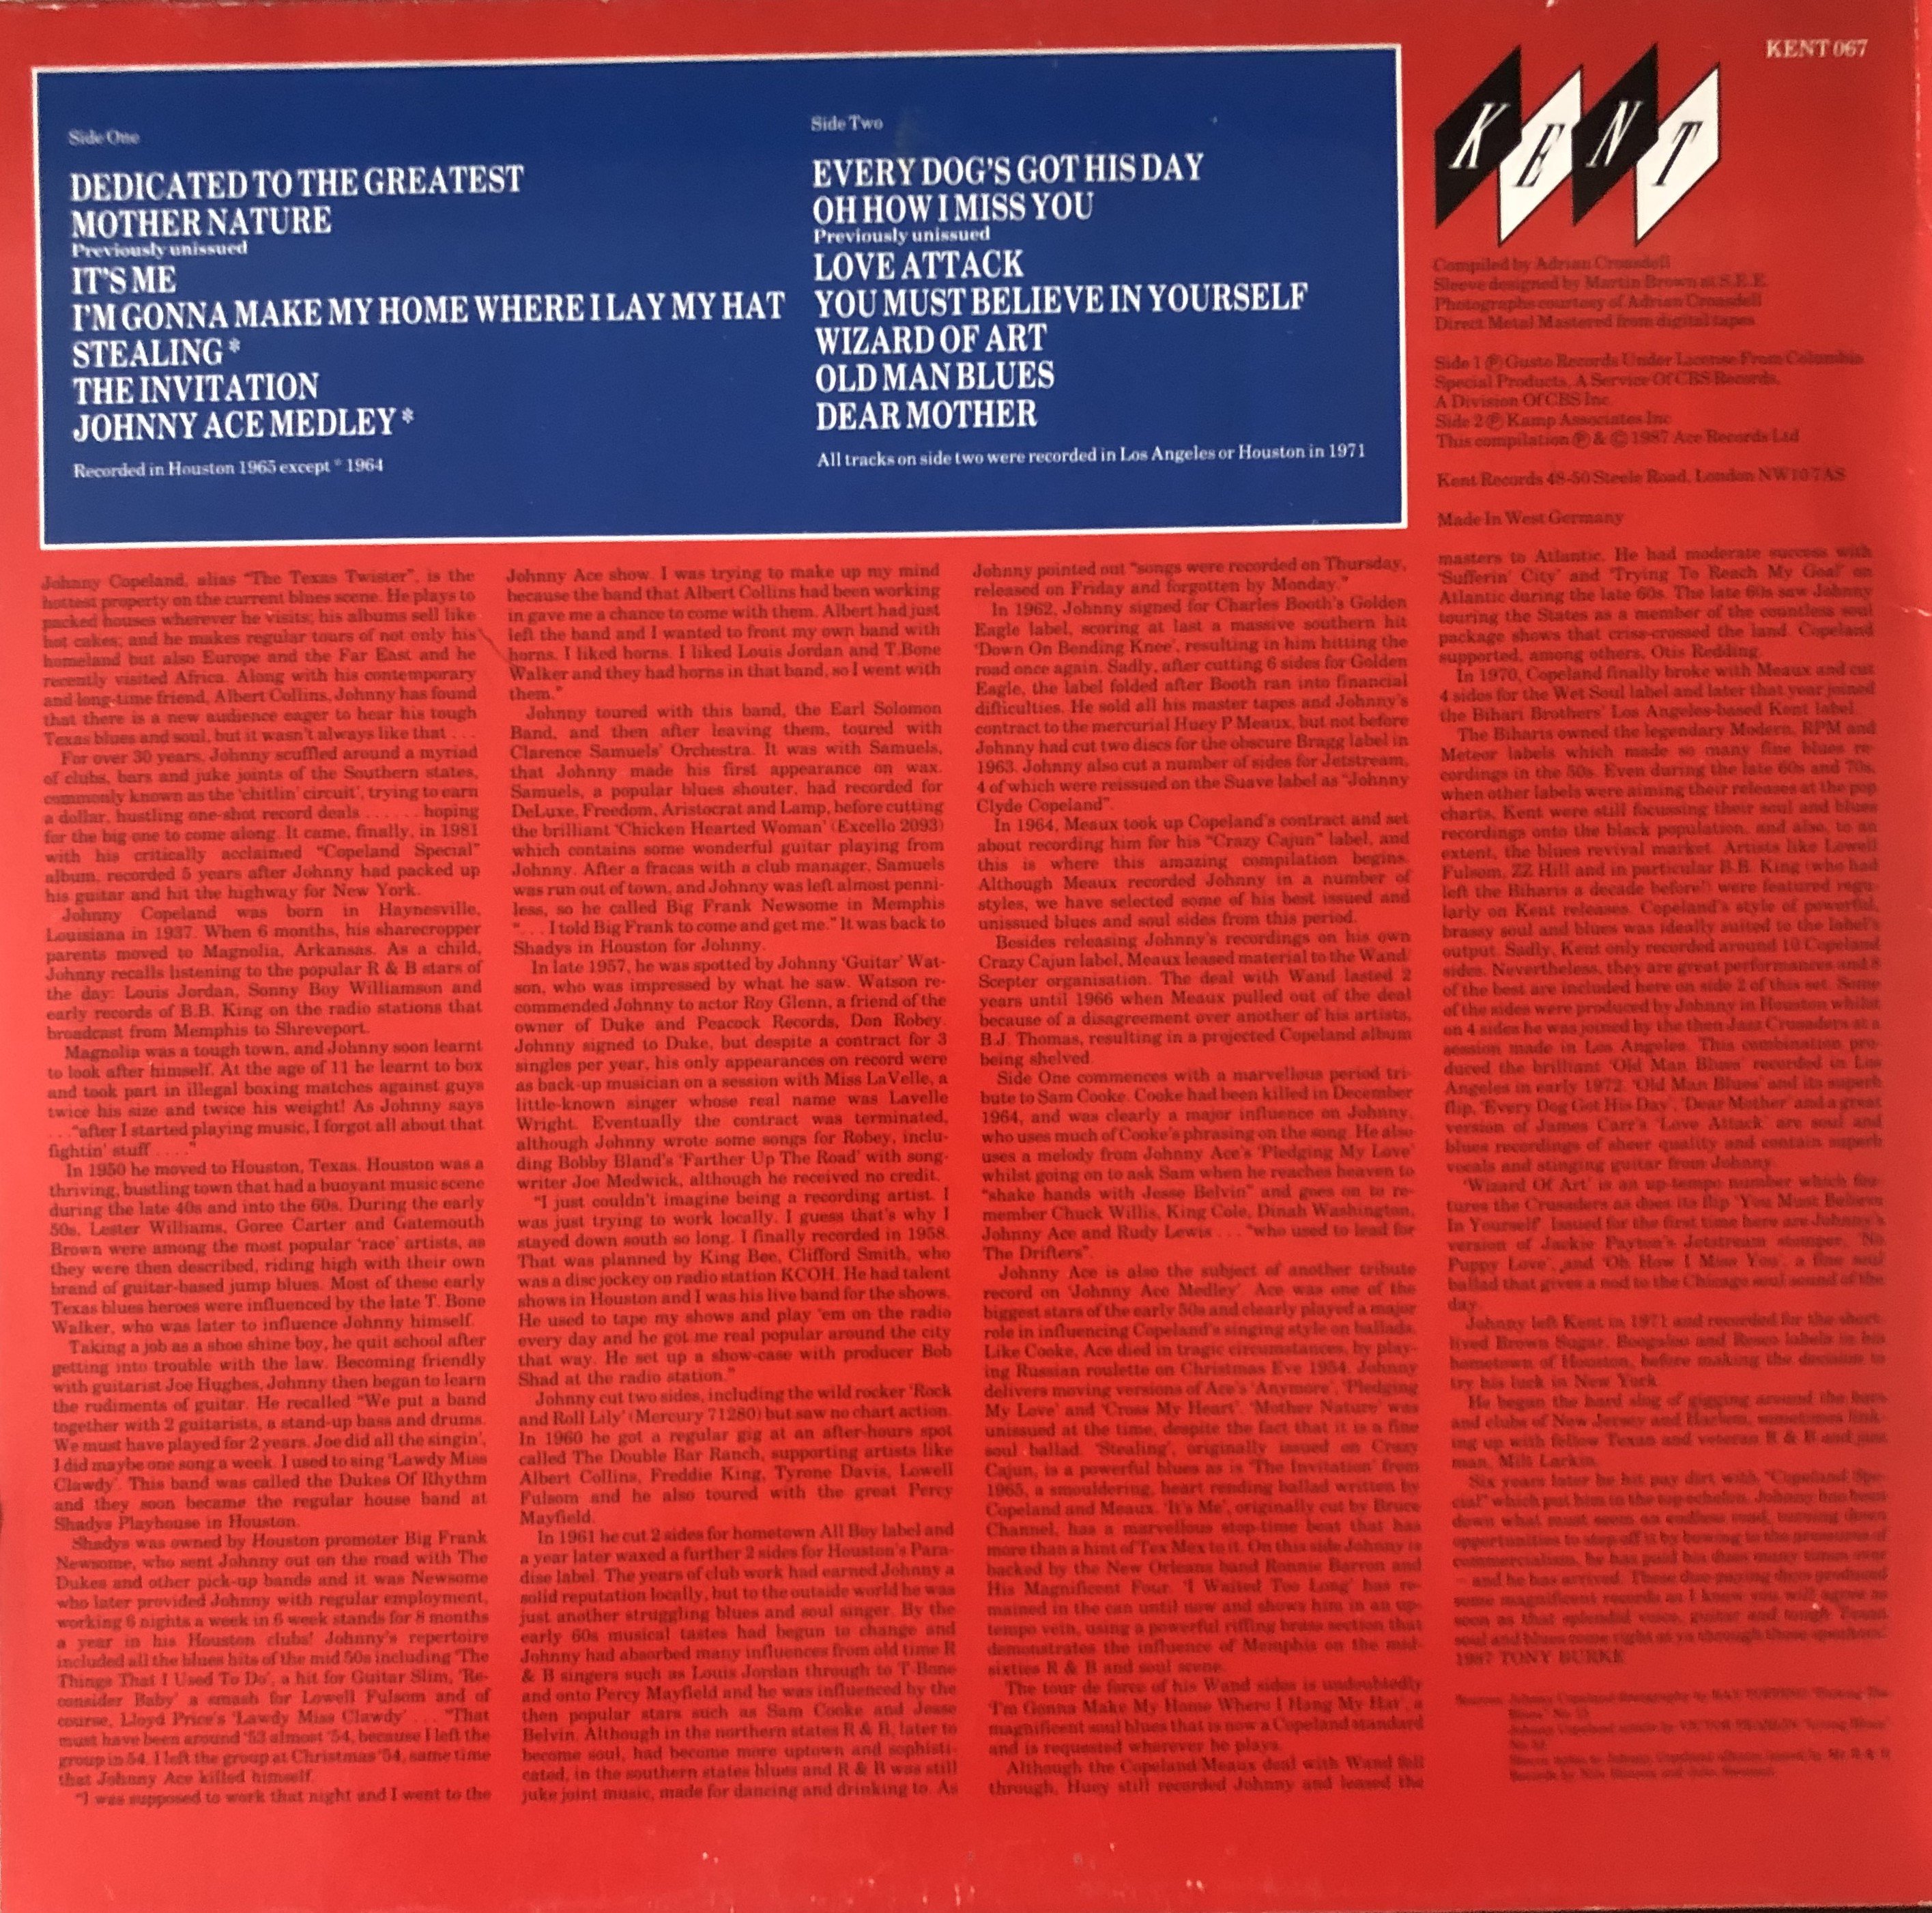 KENT 067
KENT
Side One
DEDICATED TO THE GREATEST
MOTHER NATURE
Previously unissued
IT'S ME
I'M GONNA MAKE MY HOME WHERE I LAY MY HAT
STEALING *
THE INVITATION
JOHNNY ACE MEDLEY *
Recorded in Houston 1965 except * 1964
Side Two
EVERY DOG'S GOT HIS DAY
OH HOW I MISS YOU
Previously unissued
LOVE ATTACK
YOU MUST BELIEVE IN YOURSELF
WIZARD OF ART
OLD MAN BLUES
DEAR MOTHER
All tracks on side two were recorded in Los Angeles or Houston in 1971
Compiled by Adrian Croasdell
Sleeve designed by Martin Brown at S.E.E.
Photographs courtesy of Adrian Croasdell
Direct Metal Mastered from digital tapes
Side 1 ℗ Gusto Records Under License From Columbia
Special Products, A Service Of CBS Records,
A Division Of CBS Inc.
Side 2 ℗ Kamp Associates Inc.
This compilation ℗ & © 1987 Ace Records Ltd
Kent Records 48-50 Steele Road, London NW10 7AS
Made In West Germany
Johnny Copeland, alias "The Texas Twister", is the
hottest property on the current blues scene. He plays to
packed houses wherever he visits; his albums sell like
hot cakes; and he makes regular tours of not only his
homeland but also Europe and the Far East and he
recently visited Africa. Along with his contemporary
and long-time friend, Albert Collins, Johnny has found
that there is a new audience eager to hear his tough
Texas blues and soul, but it wasn't always like that . . .
For over 30 years, Johnny scuffled around a myriad
of clubs, bars and juke joints of the Southern states,
commonly known as the 'chitlin' circuit', trying to earn
a dollar, hustling one-shot record deals . . . . . . hoping
for the big one to come along. It came, finally, in 1981
with his critically acclaimed "Copeland Special"
album, recorded 5 years after Johnny had packed up
his guitar and hit the highway for New York.
Johnny Copeland was born in Haynesville,
Louisiana in 1937. When 6 months, his sharecropper
parents moved to Magnolia, Arkansas. As a child,
Johnny recalls listening to the popular R & B stars of
the day: Louis Jordan, Sonny Boy Williamson and
early records of B.B. King on the radio stations that
broadcast from Memphis to Shreveport.
Magnolia was a tough town, and Johnny soon learnt
to look after himself. At the age of 11 he learnt to box
and took part in illegal boxing matches against guys
twice his size and twice his weight! As Johnny says
. . . "after I started playing music, I forgot all about that
fightin' stuff . . . ."
In 1950 he moved to Houston, Texas. Houston was a
thriving, bustling town that had a buoyant music scene
during the late 40s and into the 60s. During the early
50s, Lester Williams, Goree Carter and Gatemouth
Brown were among the most popular 'race' artists, as
they were then described, riding high with their own
brand of guitar-based jump blues. Most of these early
Texas blues heroes were influenced by the late T. Bone
Walker, who was later to influence Johnny himself.
Taking a job as a shoe shine boy, he quit school after
getting into trouble with the law. Becoming friendly
with guitarist Joe Hughes, Johnny then began to learn
the rudiments of guitar. He recalled "We put a band
together with 2 guitarists, a stand-up bass and drums.
We must have played for 2 years. Joe did all the singin',
I did maybe one song a week. I used to sing 'Lawdy Miss
Clawdy'. This band was called the Dukes Of Rhythm
and they soon became the regular house band at
Shadys Playhouse in Houston.
Shadys was owned by Houston promoter Big Frank
Newsome, who sent Johnny out on the road with The
Dukes and other pick-up bands and it was Newsome
who later provided Johnny with regular employment,
working 6 nights a week in 6 week stands for 8 months
a year in his Houston clubs! Johnny's repertoire
included all the blues hits of the mid 50s including 'The
Things That I Used To Do', a hit for Guitar Slim, 'Re-
consider Baby' a smash for Lowell Fulsom and of
course, Lloyd Price's 'Lawdy Miss Clawdy' . . . "That
must have been around '53 almost '54, because I left the
group in 54. I left the group at Christmas '54, same time
that Johnny Ace killed himself.
"I was supposed to work that night and I went to the
Johnny Ace show. I was trying to make up my mind
because the band that Albert Collins had been working
in gave me a chance to come with them. Albert had just
left the band and I wanted to front my own band with
horns. I liked horns. I liked Louis Jordan and T.Bone
Walker and they had horns in that band, so I went with
them."
Johnny toured with this band, the Earl Solomon
Band, and then after leaving them, toured with
Clarence Samuels' Orchestra. It was with Samuels,
that Johnny made his first appearance on wax.
Samuels, a popular blues shouter, had recorded for
DeLuxe, Freedom, Aristocrat and Lamp, before cutting
the brilliant 'Chicken Hearted Woman' (Excello 2093)
which contains some wonderful guitar playing from
Johnny. After a fracas with a club manager, Samuels
was run out of town, and Johnny was left almost penni-
less, so he called Big Frank Newsome in Memphis
". . . I told Big Frank to come and get me." It was back to
Shadys in Houston for Johnny.
In late 1957, he was spotted by Johnny 'Guitar' Wat-
son, who was impressed by what he saw. Watson re-
commended Johnny to actor Roy Glenn, a friend of the
owner of Duke and Peacock Records, Don Robey.
Johnny signed to Duke, but despite a contract for 3
singles per year, his only appearances on record were
as back-up musician on a session with Miss LaVelle, a
little-known singer whose real name was Lavelle
Wright. Eventually the contract was terminated,
although Johnny wrote some songs for Robey, inclu-
ding Bobby Bland's 'Farther Up The Road' with song-
writer Joe Medwick, although he received no credit.
"I just couldn't imagine being a recording artist. I
was just trying to work locally. I guess that's why I
stayed down south so long. I finally recorded in 1958.
That was planned by King Bee, Clifford Smith, who
was a disc jockey on radio station KCOH. He had talent
shows in Houston and I was his live band for the shows.
He used to tape my shows and play 'em on the radio
every day and he got me real popular around the city
that way. He set up a show-case with producer Bob
Shad at the radio station."
Johnny cut two sides, including the wild rocker 'Rock
and Roll Lily' (Mercury 71280) but saw no chart action.
In 1960 he got a regular gig at an after-hours spot
called The Double Bar Ranch, supporting artists like
Albert Collins, Freddie King, Tyrone Davis, Lowell
Fulsom and he also toured with the great Percy
Mayfield.
In 1961 he cut 2 sides for hometown All Boy label and
a year later waxed a further 2 sides for Houston's Para-
dise label. The years of club work had earned Johnny a
solid reputation locally, but to the outside world he was
just another struggling blues and soul singer. By the
early 60s musical tastes had begun to change and
Johnny had absorbed many influences from old time R
& B singers such as Louis Jordan through to T-Bone
and onto Percy Mayfield and he was influenced by the
then popular stars such as Sam Cooke and Jesse
Belvin. Although in the northern states R & B, later to
become soul, had become more uptown and sophisti-
cated, in the southern states blues and R & B was still
juke joint music, made for dancing and drinking to. As
Johnny pointed out "songs were recorded on Thursday,
released on Friday and forgotten by Monday."
In 1962, Johnny signed for Charles Booth's Golden
Eagle label, scoring at last a massive southern hit
'Down On Bending Knee', resulting in him hitting the
road once again. Sadly, after cutting 6 sides for Golden
Eagle, the label folded after Booth ran into financial
difficulties. He sold all his master tapes and Johnny's
contract to the mercurial Huey P Meaux, but not before
Johnny had cut two discs for the obscure Bragg label in
1963. Johnny also cut a number of sides for Jetstream,
4 of which were reissued on the Suave label as "Johnny
Clyde Copeland".
In 1964, Meaux took up Copeland's contract and set
about recording him for his "Crazy Cajun" label, and
this is where this amazing compilation begins.
Although Meaux recorded Johnny in a number of
styles, we have selected some of his best issued and
unissued blues and soul sides from this period.
Besides releasing Johnny's recordings on his own
Crazy Cajun label, Meaux leased material to the Wand/
Scepter organisation. The deal with Wand lasted 2
years until 1966 when Meaux pulled out of the deal
because of a disagreement over another of his artists,
B.J. Thomas, resulting in a projected Copeland album
being shelved.
Side One commences with a marvellous period tri-
bute to Sam Cooke. Cooke had been killed in December
1964, and was clearly a major influence on Johnny,
who uses much of Cooke's phrasing on the song. He also
uses a melody from Johnny Ace's 'Pledging My Love'
whilst going on to ask Sam when he reaches heaven to
"shake hands with Jesse Belvin" and goes on to re-
member Chuck Willis, King Cole, Dinah Washington,
Johnny Ace and Rudy Lewis . . . "who used to lead for
The Drifters".
Johnny Ace is also the subject of another tribute
record on 'Johnny Ace Medley'. Ace was one of the
biggest stars of the early 50s and clearly played a major
role in influencing Copeland's singing style on ballads.
Like Cooke, Ace died in tragic circumstances, by play-
ing Russian roulette on Christmas Eve 1954. Johnny
delivers moving versions of Ace's 'Anymore', 'Pledging
My Love' and 'Cross My Heart'. 'Mother Nature' was
unissued at the time, despite the fact that it is a fine
soul ballad. 'Stealing', originally issued on Crazy
Cajun, is a powerful blues as is 'The Invitation' from
1965, a smouldering, heart rending ballad written by
Copeland and Meaux. 'It's Me', originally cut by Bruce
Channel, has a marvellous stop-time beat that has
more than a hint of Tex Mex to it. On this side Johnny is
backed by the New Orleans band Ronnie Barron and
His Magnificent Four. 'I Waited Too Long' has re-
mained in the can until now and shows him in an up-
tempo vein, using a powerful riffing brass section that
demonstrates the influence of Memphis on the mid-
sixties R & B and soul scene.
The tour de force of his Wand sides is undoubtedly
'I'm Gonna Make My Home Where I Hang My Hat', a
magnificent soul blues that is now a Copeland standard
and is requested wherever he plays.
Although the Copeland Meaux deal with Wand fell
through, Huey still recorded Johnny and leased the
masters to Atlantic. He had moderate success with
'Sufferin' City' and 'Trying To Reach My Goal' on
Atlantic during the late 60s. The late 60s saw Johnny
touring the States as a member of the countless soul
package shows that criss-crossed the land. Copeland
supported, among others, Otis Redding.
In 1970, Copeland finally broke with Meaux and cut
4 sides for the Wet Soul label and later that year joined
the Bihari Brothers' Los Angeles-based Kent label.
The Biharis owned the legendary Modern, RPM and
Meteor labels which made so many fine blues re-
cordings in the 50s. Even during the late 60s and 70s,
when other labels were aiming their releases at the pop
charts, Kent were still focussing their soul and blues
recordings onto the black population, and also, to an
extent, the blues revival market. Artists like Lowell
Fulsom, ZZ Hill and in particular B.B. King (who had
left the Biharis a decade before!) were featured regu-
larly on Kent releases. Copeland's style of powerful,
brassy soul and blues was ideally suited to the label's
output. Sadly, Kent only recorded around 10 Copeland
sides. Nevertheless, they are great performances and 8
of the best are included here on side 2 of this set. Some
of the sides were produced by Johnny in Houston whilst
on 4 sides he was joined by the then Jazz Crusaders at a
session made in Los Angeles. This combination pro-
duced the brilliant 'Old Man Blues' recorded in Los
Angeles in early 1972. 'Old Man Blues' and its superb
flip, 'Every Dog Got His Day', 'Dear Mother' and a great
version of James Carr's 'Love Attack' are soul and
blues recordings of sheer quality and contain superb
vocals and stinging guitar from Johnny.
'Wizard Of Art' is an up-tempo number which fea-
tures the Crusaders as does its flip 'You Must Believe
In Yourself'. Issued for the first time here are Johnny's
version of Jackie Payton's Jetstream stomper, 'No
Puppy Love', and 'Oh How I Miss You', a fine soul
ballad that gives a nod to the Chicago soul sound of the
day.
Johnny left Kent in 1971 and recorded for the short-
lived Brown Sugar, Boogaloo and Resco labels in his
hometown of Houston, before making the decision to
try his luck in New York.
He began the hard slog of gigging around the bars
and clubs of New Jersey and Harlem, sometimes link-
ing up with fellow Texan and veteran R & B and jazz
man, Milt Larkin.
Six years later he hit pay dirt with "Copeland Spe-
cial" which put him in the top echelon. Johnny has been
down what must seem an endless road, turning down
opportunities to step off it by bowing to the pressures of
commercialism, he has paid his dues many times over
– and he has arrived. These due-paying days produced
some magnificent records as I know you will agree as
soon as that splendid voice, guitar and tough Texan
soul and blues come right at ya through those speakers!
1987 TONY BURKE